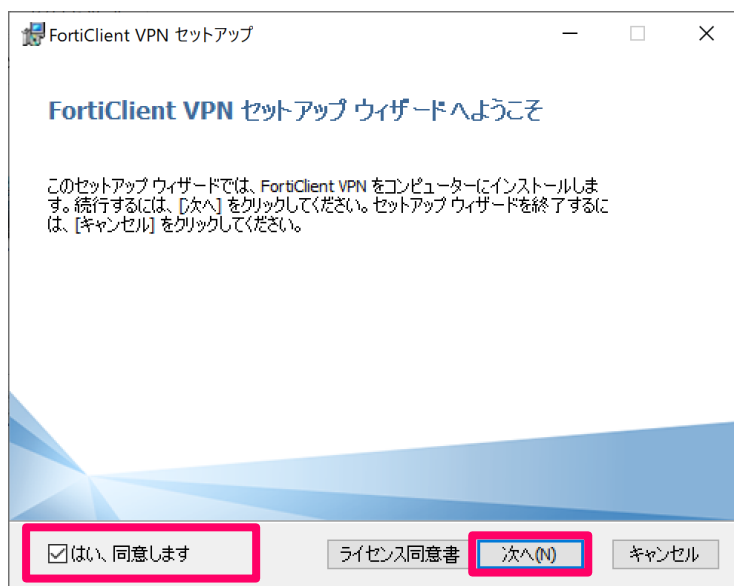 FortiClient VPN セットアップ
FortiClient VPN セットアップ ウィザードへようこそ
このセットアップ ウィザードでは、FortiClient VPN をコンピューターにインストールしま
す。続行するには、[次へ] をクリックしてください。セットアップ ウィザードを終了するに
は、[キャンセル] をクリックしてください。
はい、同意します
ライセンス同意書
次へ(N)
キャンセル